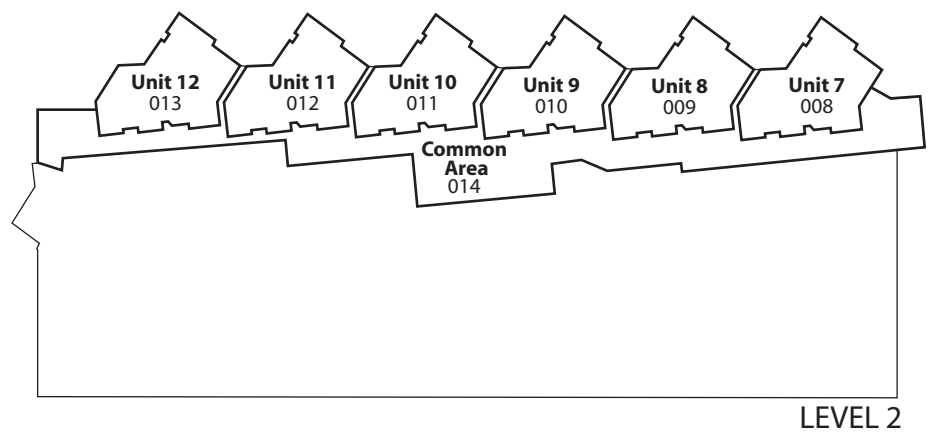 Unit 12
013
Unit 11
012
Unit 10
011
Unit 9
010
Unit 8
009
Unit 7
008
Common
Area
014
LEVEL 2